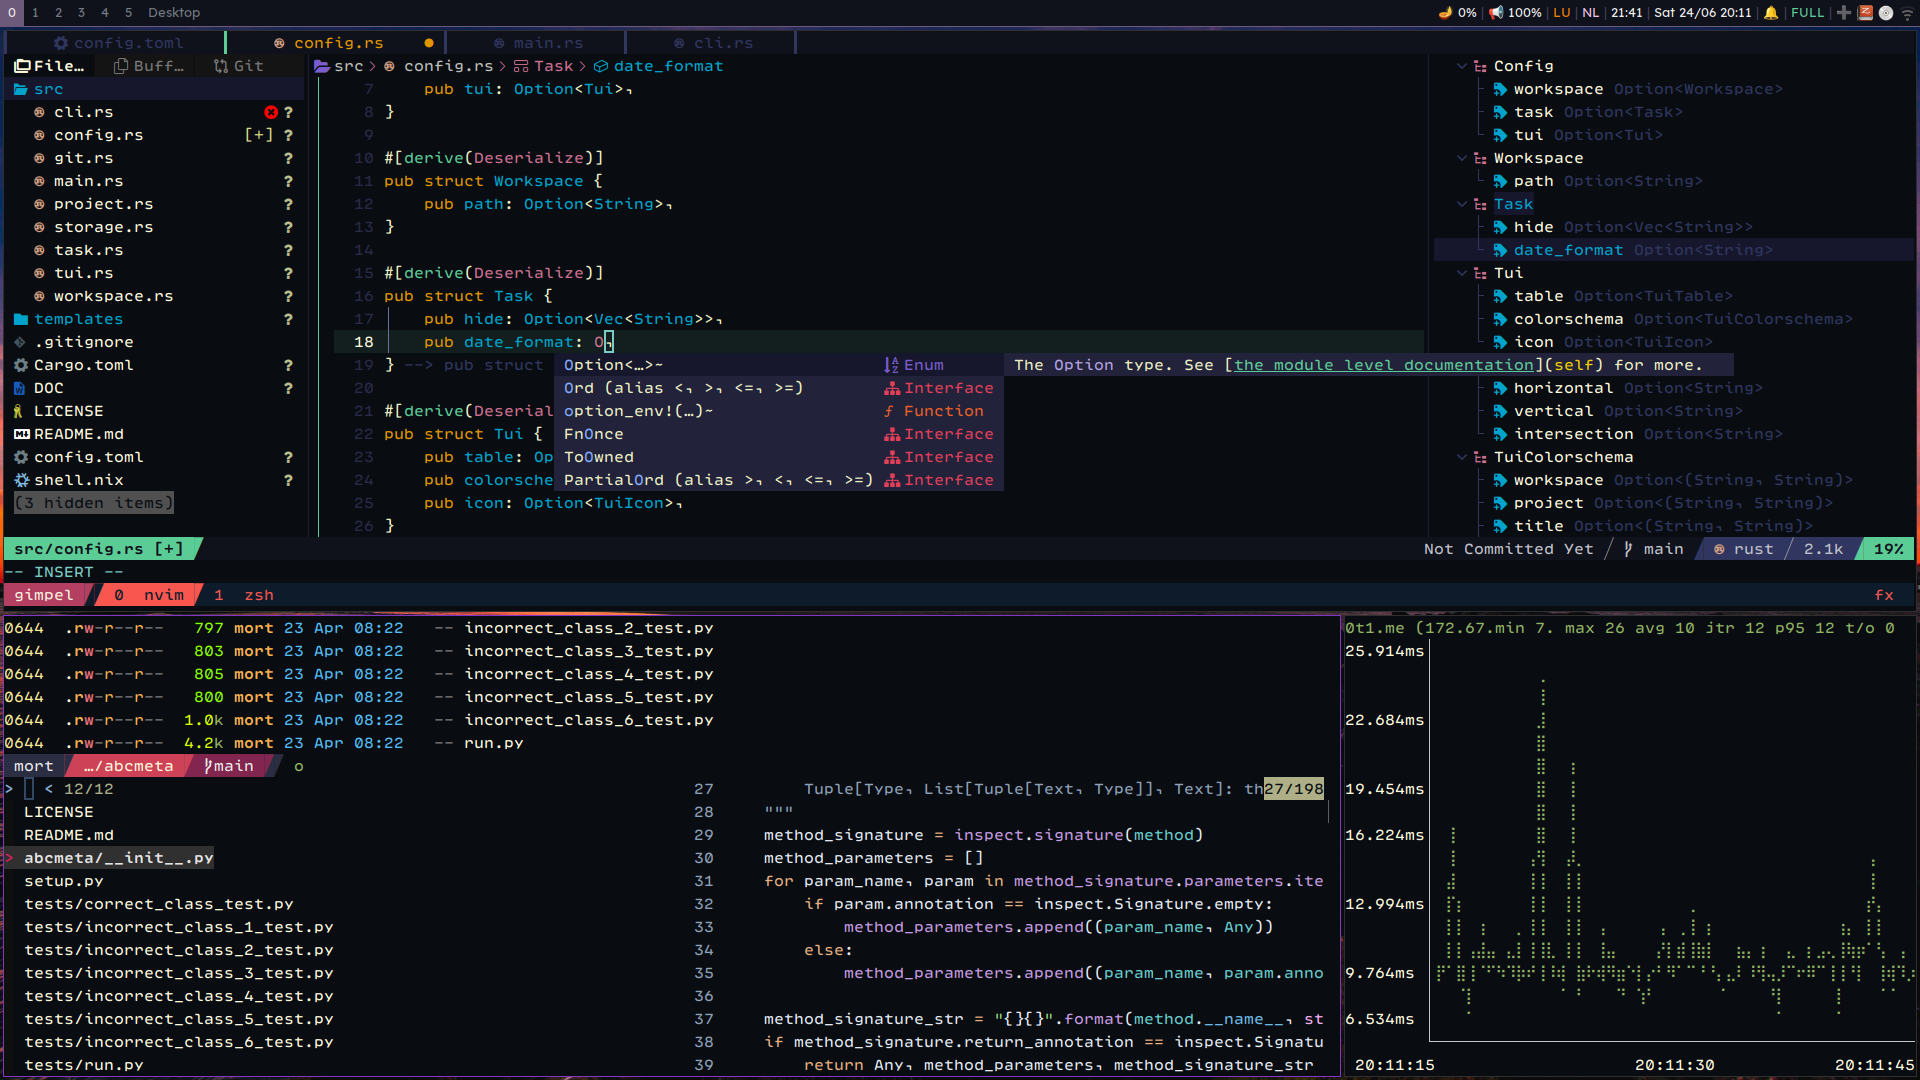 0 1 2 3 4 5 Desktop
0% 100% LU NL 21:41 Sat 24/06 20:11 FULL
config.toml config.rs main.rs cli.rs
File… Buff… Git
src
cli.rs ?
config.rs [+] ?
git.rs ?
main.rs ?
project.rs ?
storage.rs ?
task.rs ?
tui.rs ?
workspace.rs ?
templates ?
.gitignore
Cargo.toml ?
DOC ?
LICENSE
README.md
config.toml ?
shell.nix ?
(3 hidden items)
src > config.rs > Task > date_format
7 pub tui: Option<Tui>,
8 }
9
10 #[derive(Deserialize)]
11 pub struct Workspace {
12 pub path: Option<String>,
13 }
14
15 #[derive(Deserialize)]
16 pub struct Task {
17 pub hide: Option<Vec<String>>,
18 pub date_format: O,
19 } --> pub struct
20
21 #[derive(Deserial
22 pub struct Tui {
23 pub table: Op
24 pub colorsche
25 pub icon: Option<TuiIcon>,
26 }
Option<…>~ Enum
Ord (alias <, >, <=, >=) Interface
option_env!(…)~ Function
FnOnce Interface
ToOwned Interface
PartialOrd (alias >, <, <=, >=) Interface
The Option type. See [the module level documentation](self) for more.
Config
workspace Option<Workspace>
task Option<Task>
tui Option<Tui>
Workspace
path Option<String>
Task
hide Option<Vec<String>>
date_format Option<String>
Tui
table Option<TuiTable>
colorschema Option<TuiColorschema>
icon Option<TuiIcon>
horizontal Option<String>
vertical Option<String>
intersection Option<String>
TuiColorschema
workspace Option<(String, String)>
project Option<(String, String)>
title Option<(String, String)>
src/config.rs [+] Not Committed Yet main rust 2.1k 19%
-- INSERT --
gimpel 0 nvim 1 zsh fx
0644 .rw-r--r-- 797 mort 23 Apr 08:22 -- incorrect_class_2_test.py
0644 .rw-r--r-- 803 mort 23 Apr 08:22 -- incorrect_class_3_test.py
0644 .rw-r--r-- 805 mort 23 Apr 08:22 -- incorrect_class_4_test.py
0644 .rw-r--r-- 800 mort 23 Apr 08:22 -- incorrect_class_5_test.py
0644 .rw-r--r-- 1.0k mort 23 Apr 08:22 -- incorrect_class_6_test.py
0644 .rw-r--r-- 4.2k mort 23 Apr 08:22 -- run.py
mort …/abcmeta main
> < 12/12
LICENSE
README.md
> abcmeta/__init__.py
setup.py
tests/correct_class_test.py
tests/incorrect_class_1_test.py
tests/incorrect_class_2_test.py
tests/incorrect_class_3_test.py
tests/incorrect_class_4_test.py
tests/incorrect_class_5_test.py
tests/incorrect_class_6_test.py
tests/run.py
27 Tuple[Type, List[Tuple[Text, Type]], Text]: th 27/198
28 """
29 method_signature = inspect.signature(method)
30 method_parameters = []
31 for param_name, param in method_signature.parameters.ite
32 if param.annotation == inspect.Signature.empty:
33 method_parameters.append((param_name, Any))
34 else:
35 method_parameters.append((param_name, param.anno
36
37 method_signature_str = "{}{}".format(method.__name__, st
38 if method_signature.return_annotation == inspect.Signatu
39 return Any, method_parameters, method_signature_str
0t1.me (172.67.min 7. max 26 avg 10 jtr 12 p95 12 t/o 0
25.914ms
22.684ms
19.454ms
16.224ms
12.994ms
9.764ms
6.534ms
20:11:15 20:11:30 20:11:45